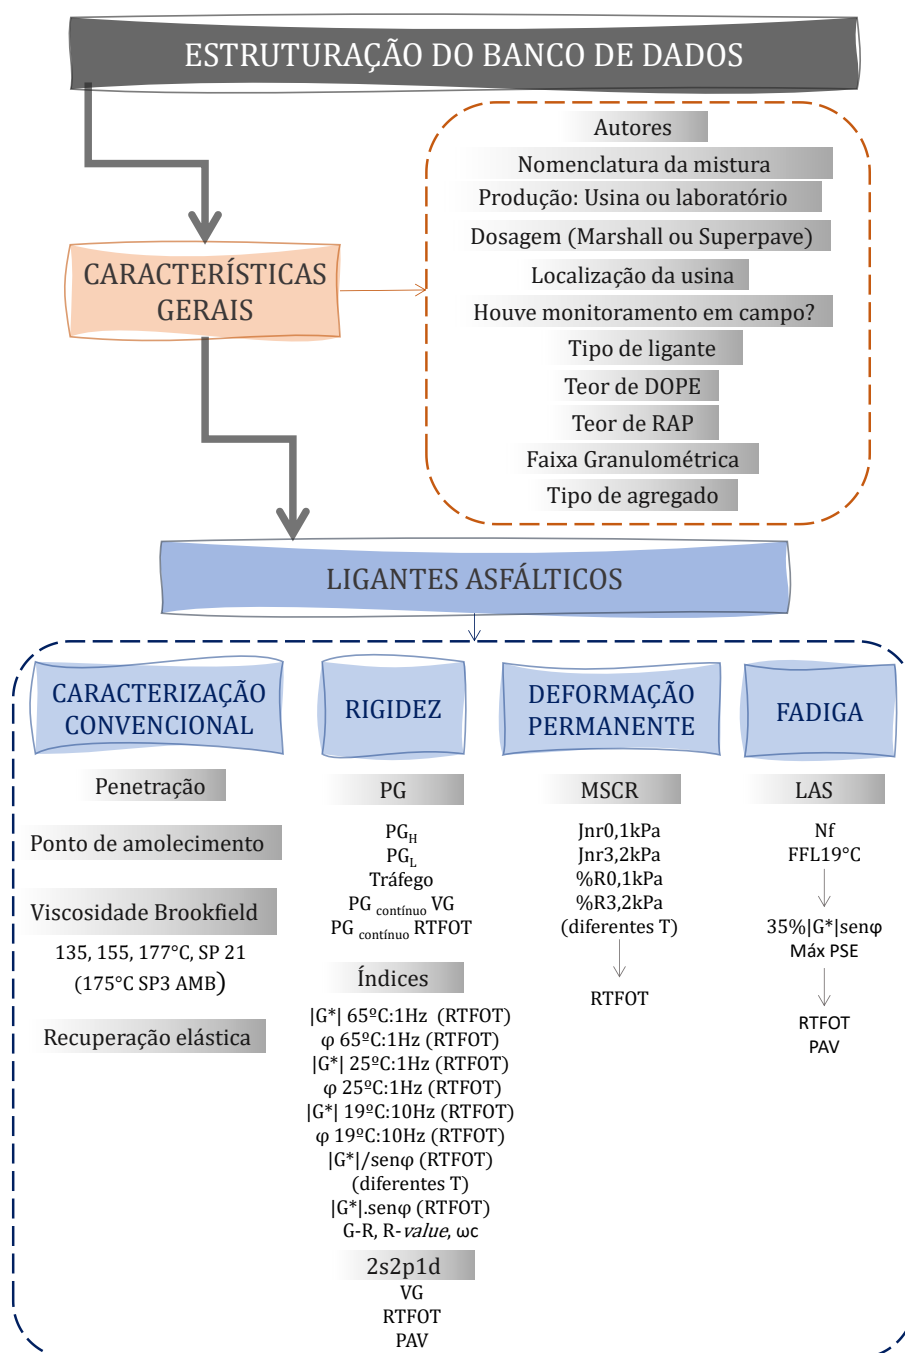 ESTRUTURAÇÃO DO BANCO DE DADOS
CARACTERÍSTICAS
GERAIS
Autores
Nomenclatura da mistura
Produção: Usina ou laboratório
Dosagem (Marshall ou Superpave)
Localização da usina
Houve monitoramento em campo?
Tipo de ligante
Teor de DOPE
Teor de RAP
Faixa Granulométrica
Tipo de agregado
LIGANTES ASFÁLTICOS
CARACTERIZAÇÃO
CONVENCIONAL
Penetração
Ponto de amolecimento
Viscosidade Brookfield
135, 155, 177°C, SP 21
(175°C SP3 AMB)
Recuperação elástica
RIGIDEZ
PG
PG_H
PG_L
Tráfego
PG contínuo VG
PG contínuo RTFOT
Índices
|G*| 65ºC:1Hz (RTFOT)
φ 65ºC:1Hz (RTFOT)
|G*| 25ºC:1Hz (RTFOT)
φ 25ºC:1Hz (RTFOT)
|G*| 19ºC:10Hz (RTFOT)
φ 19ºC:10Hz (RTFOT)
|G*|/senφ (RTFOT)
(diferentes T)
|G*|.senφ (RTFOT)
G-R, R-value, ωc
2s2p1d
VG
RTFOT
PAV
DEFORMAÇÃO
PERMANENTE
MSCR
Jnr0,1kPa
Jnr3,2kPa
%R0,1kPa
%R3,2kPa
(diferentes T)
RTFOT
FADIGA
LAS
Nf
FFL19°C
35%|G*|senφ
Máx PSE
RTFOT
PAV